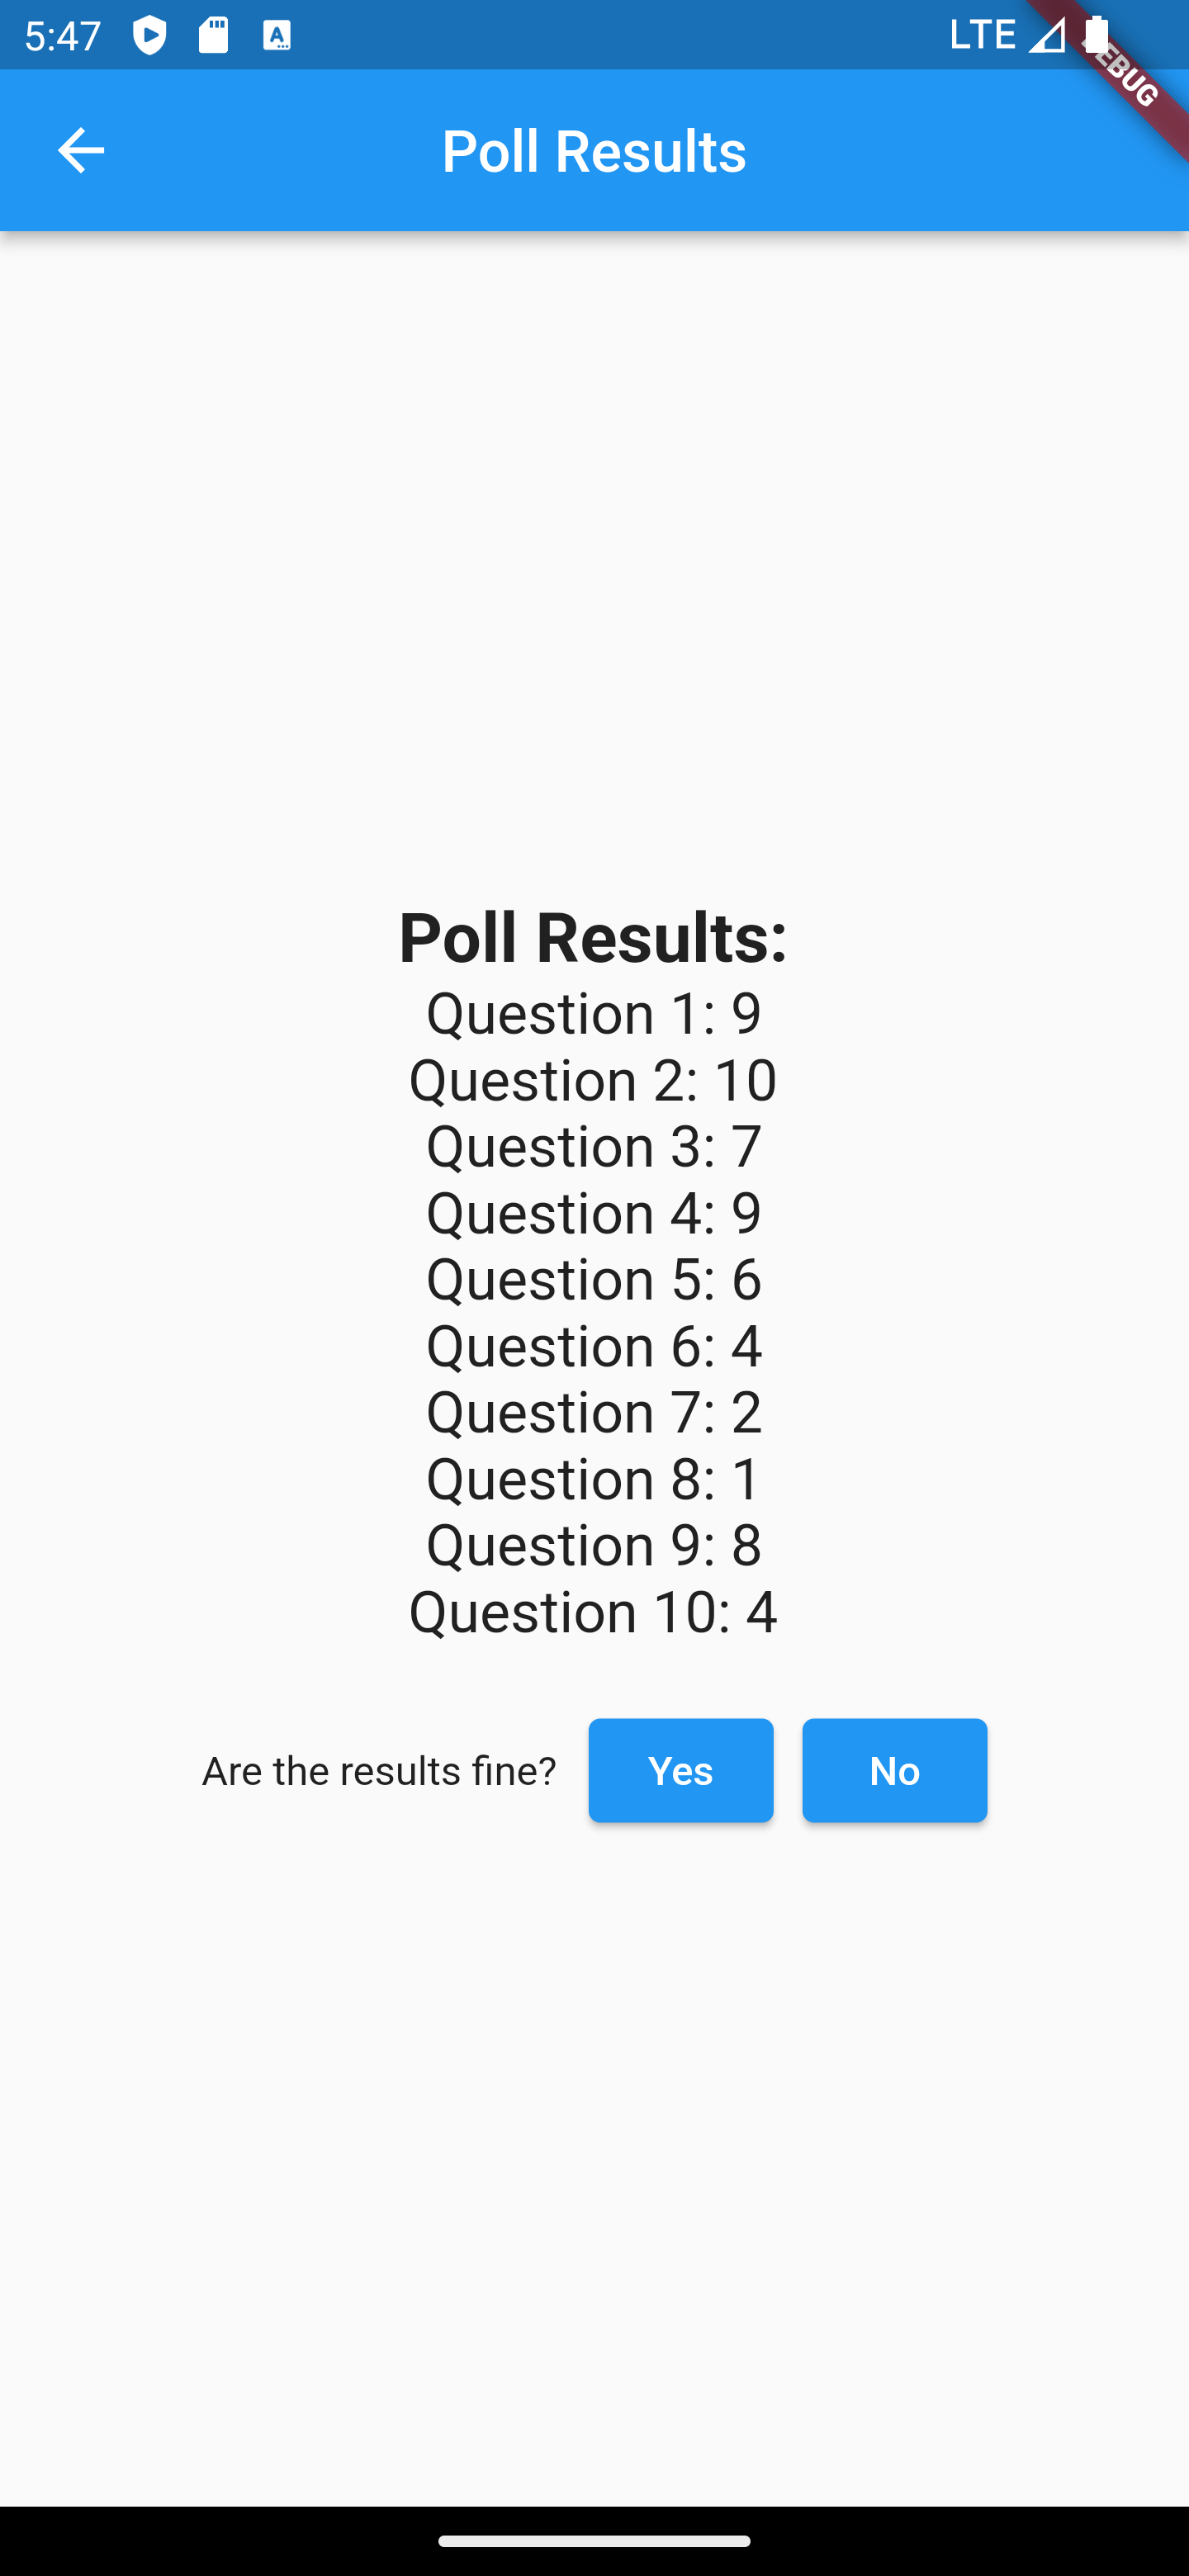 5:47
LTE
DEBUG
Poll Results
Poll Results:
Question 1: 9
Question 2: 10
Question 3: 7
Question 4: 9
Question 5: 6
Question 6: 4
Question 7: 2
Question 8: 1
Question 9: 8
Question 10: 4
Are the results fine? Yes No